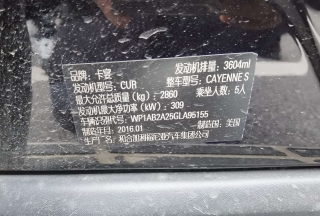 品牌：卡宴 发动机排量：3604ml
发动机型号：CUR 整车型号：CAYENNE S
最大允许总质量（kg）：2860 乘坐人数：5人
发动机最大净功率（kW）：309
车辆识别代号：WP1AB2A25GLA95155
制造年月：2016.01 制造国：美国
生产